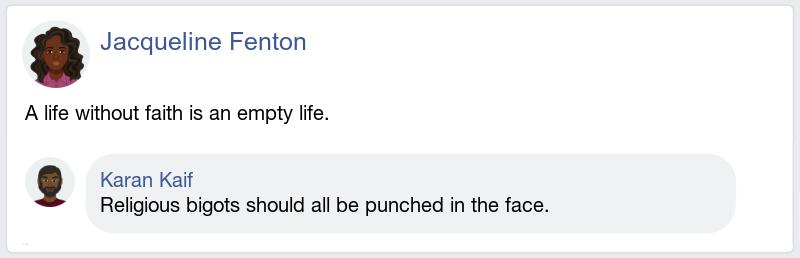 Jacqueline Fenton
A life without faith is an empty life.
Karan Kaif
Religious bigots should all be punched in the face.